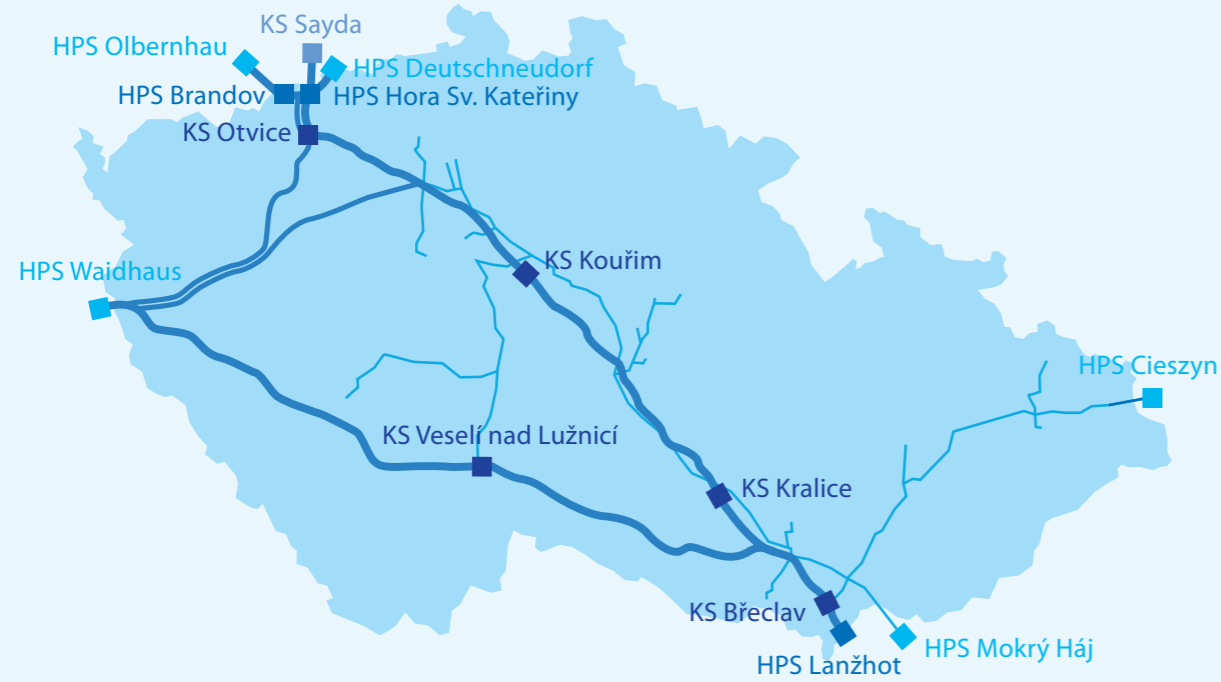 KS Sayda
HPS Olbernhau
HPS Deutschneudorf
HPS Brandov
HPS Hora Sv. Kateřiny
KS Otvice
KS Kouřim
HPS Waidhaus
HPS Cieszyn
KS Veselí nad Lužnicí
KS Kralice
KS Břeclav
HPS Mokrý Háj
HPS Lanžhot